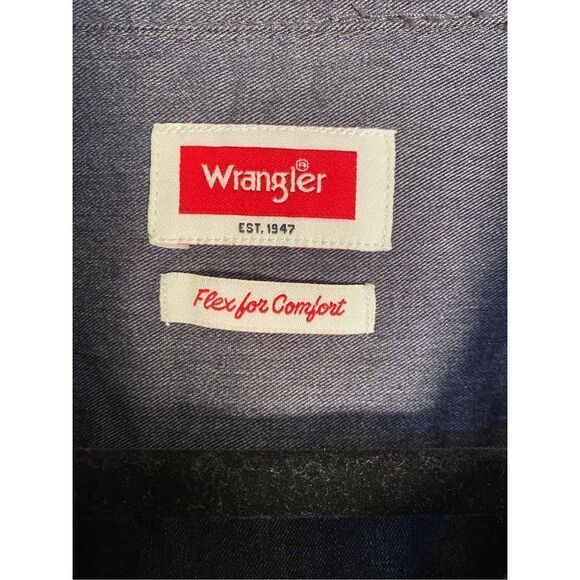 Wrangler®
EST. 1947
Flex for Comfort